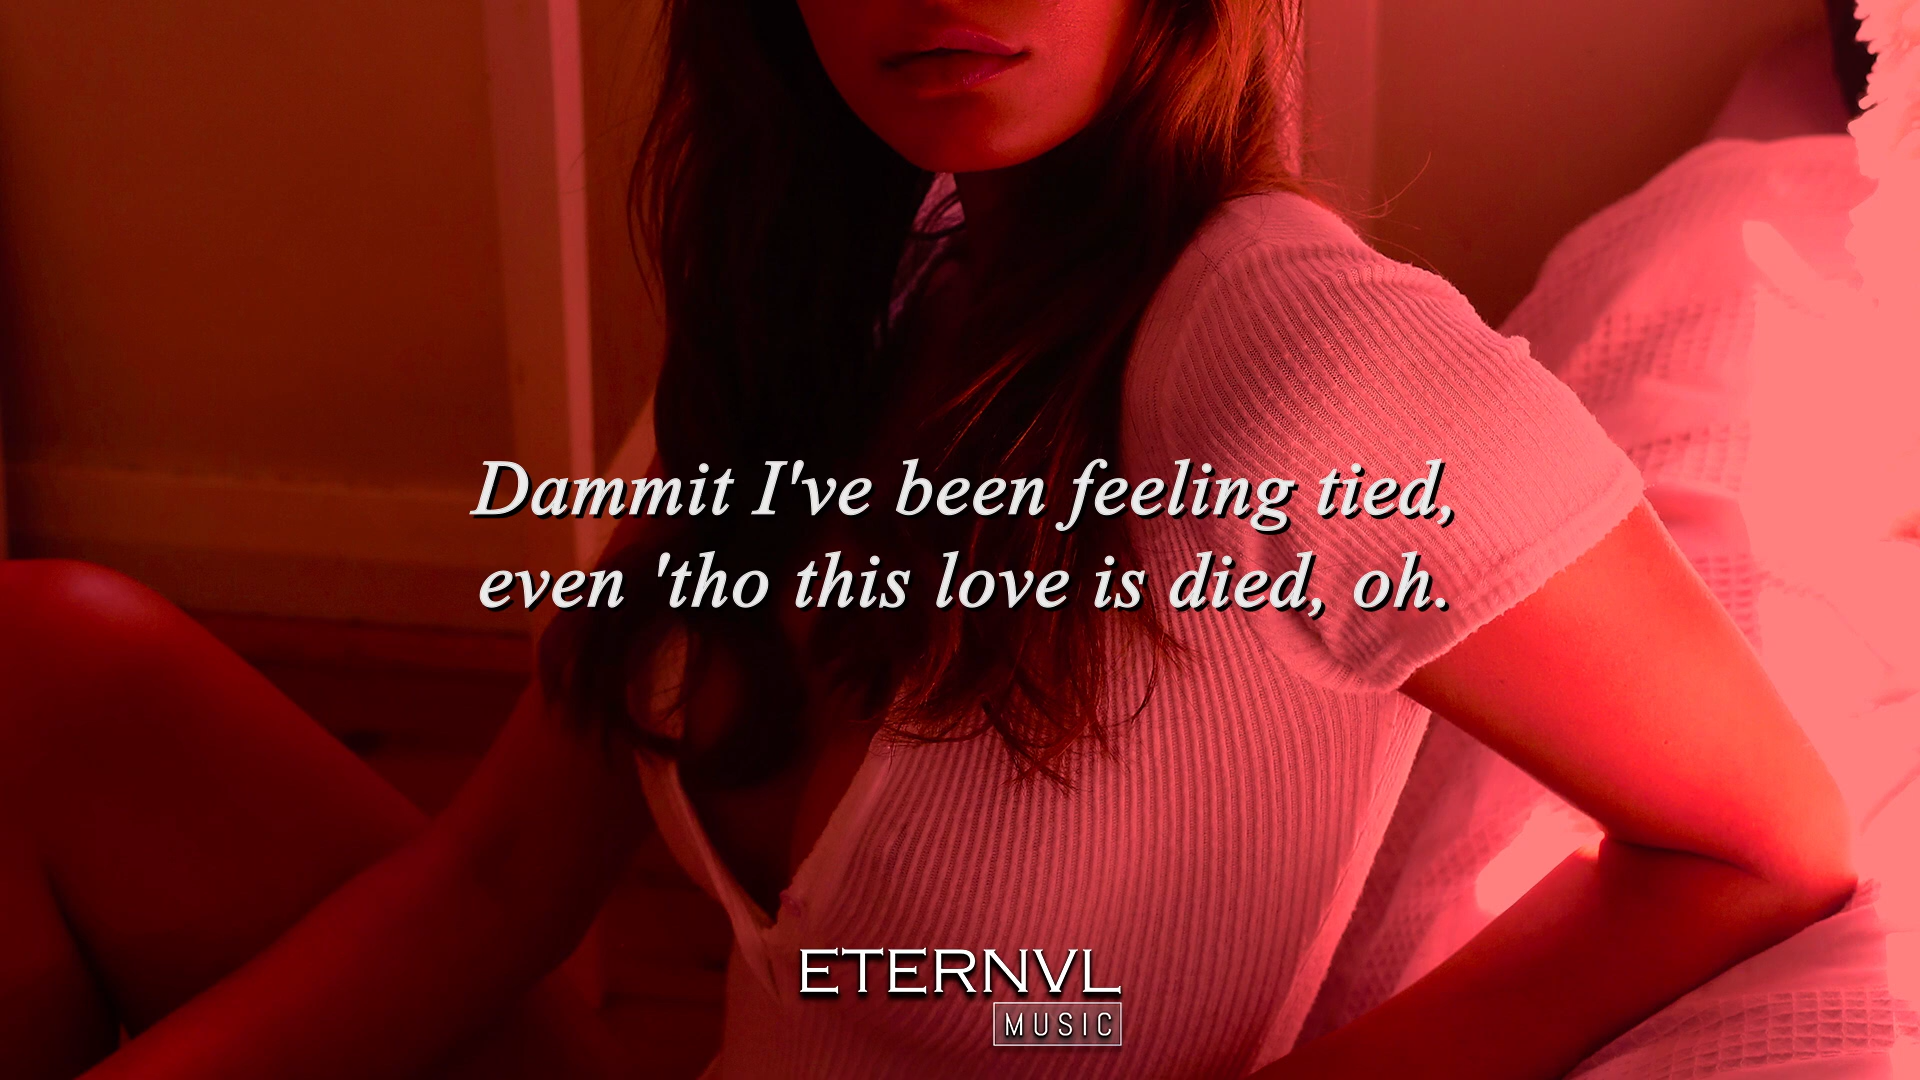 Dammit I've been feeling tied,
even 'tho this love is died, oh.
ETERNVL
MUSIC